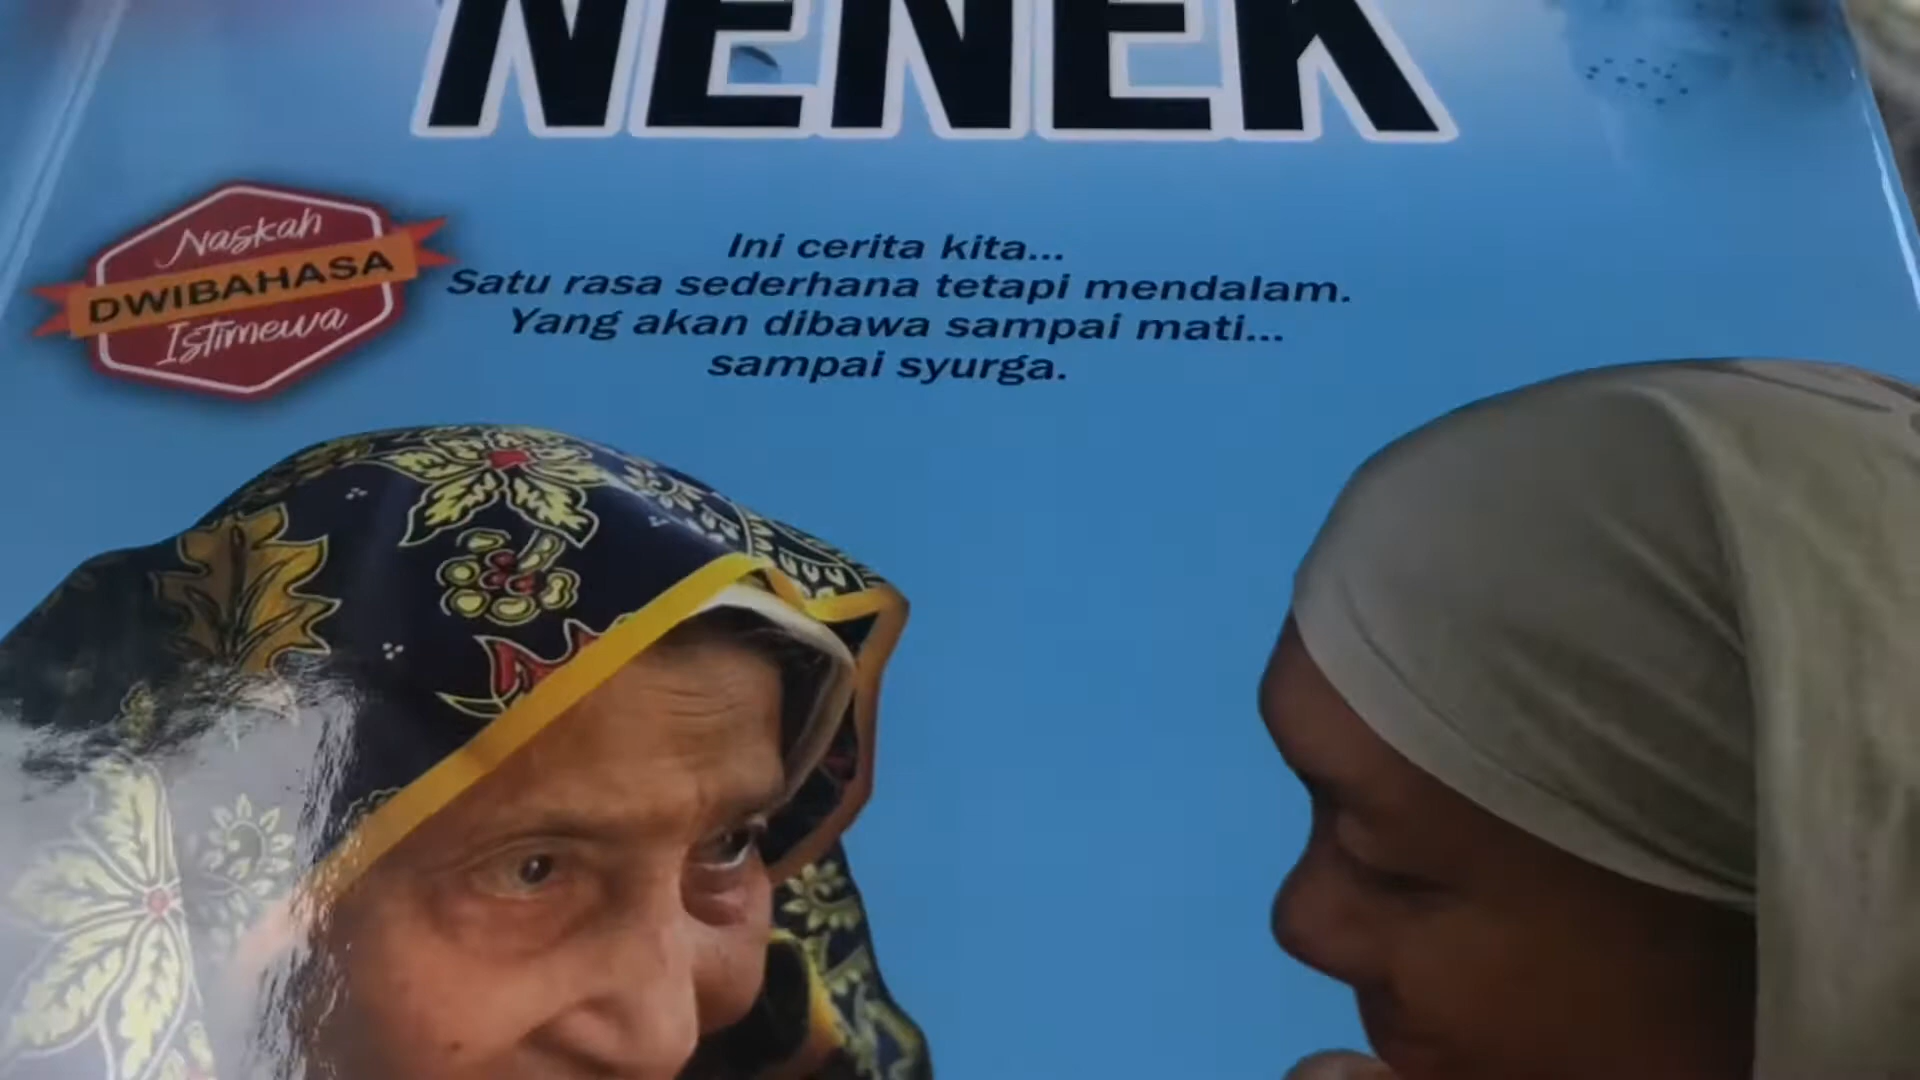 NENEK
Naskah
DWIBAHASA
Istimewa
Ini cerita kita...
Satu rasa sederhana tetapi mendalam.
Yang akan dibawa sampai mati...
sampai syurga.